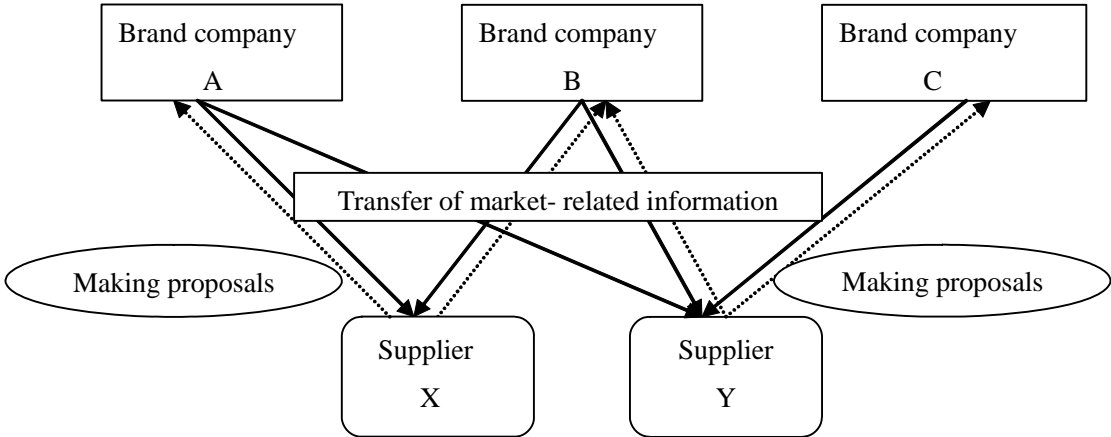 Brand company
A
Brand company
B
Brand company
C
Transfer of market- related information
Making proposals
Making proposals
Supplier
X
Supplier
Y